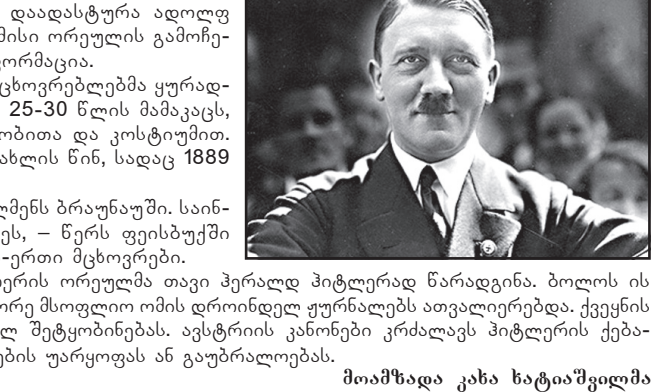 დაადასტურა ადოლფ
მისი ორეულის გამოჩე-
ორმაცია.
ცხოვრებლებმა ყურად-
25-30 წლის მამაკაცს,
ობითა და კოსტიუმით.
ახლის წინ, სადაც 1889
ლმენს ბრაუნაუში. საინ-
ეს, – წერს ფეისბუქში
-ერთი მცხოვრები.
ერის ორეულმა თავი ჰერალდ ჰიტლერად წარადგინა. ბოლოს ის
ორე მსოფლიო ომის დროინდელ ჟურნალებს ათვალიერებდა. ქვეყნის
ლ შეტყობინებას. ავსტრიის კანონები კრძალავს ჰიტლერის ქება-
ების უარყოფას ან გაუბრალოებას.
მოამზადა კახა ხატიაშვილმა